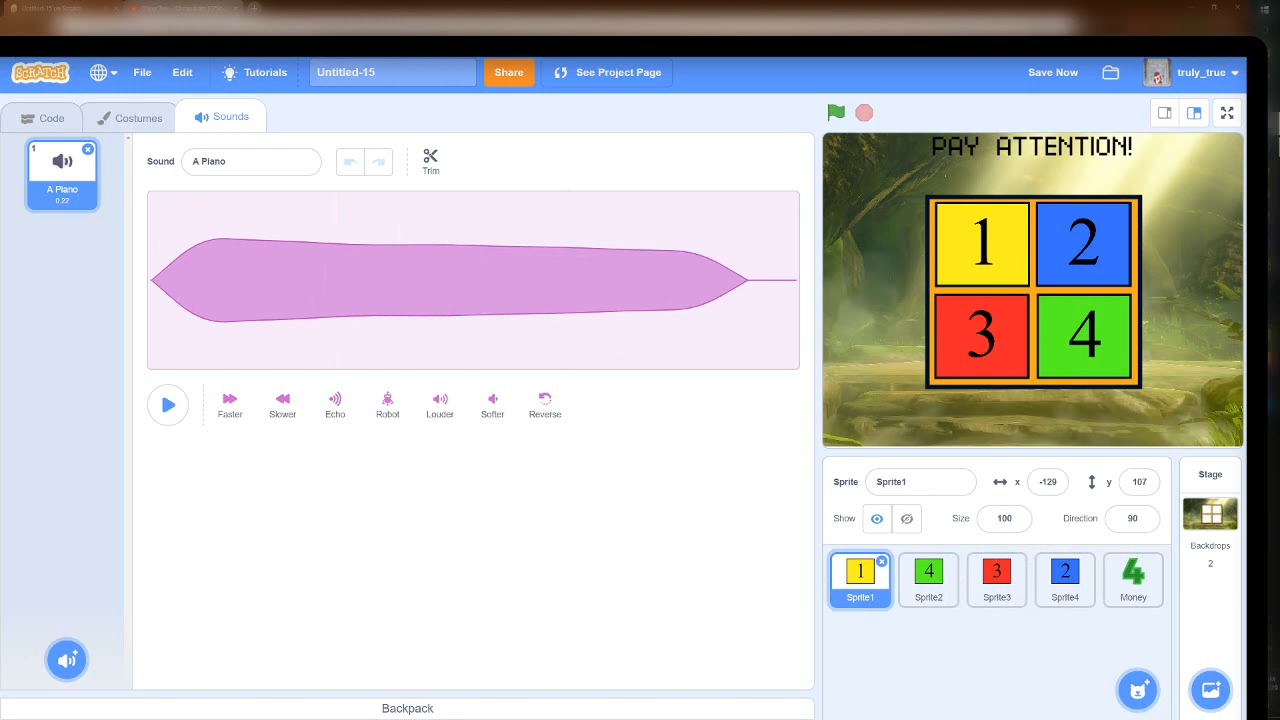 SCRATCH
File
Edit
Tutorials
Untitled-15
Share
See Project Page
Save Now
truly_true
Code
Costumes
Sounds
1
A Piano
0.22
Sound
A Piano
Trim
Faster
Slower
Echo
Robot
Louder
Softer
Reverse
Backpack
PAY ATTENTION!
1
2
3
4
Sprite
Sprite1
x
-129
y
107
Show
Size
100
Direction
90
1
Sprite1
4
Sprite2
3
Sprite3
2
Sprite4
4
Money
Stage
Backdrops
2